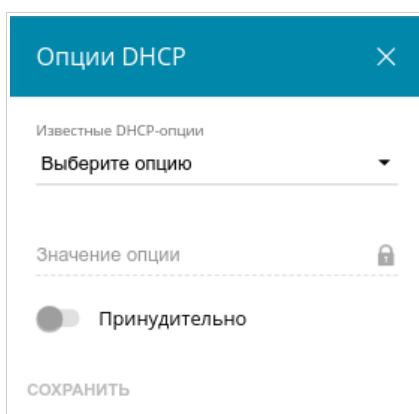 Опции DHCP
Известные DHCP-опции
Выберите опцию
Значение опции
Принудительно
СОХРАНИТЬ